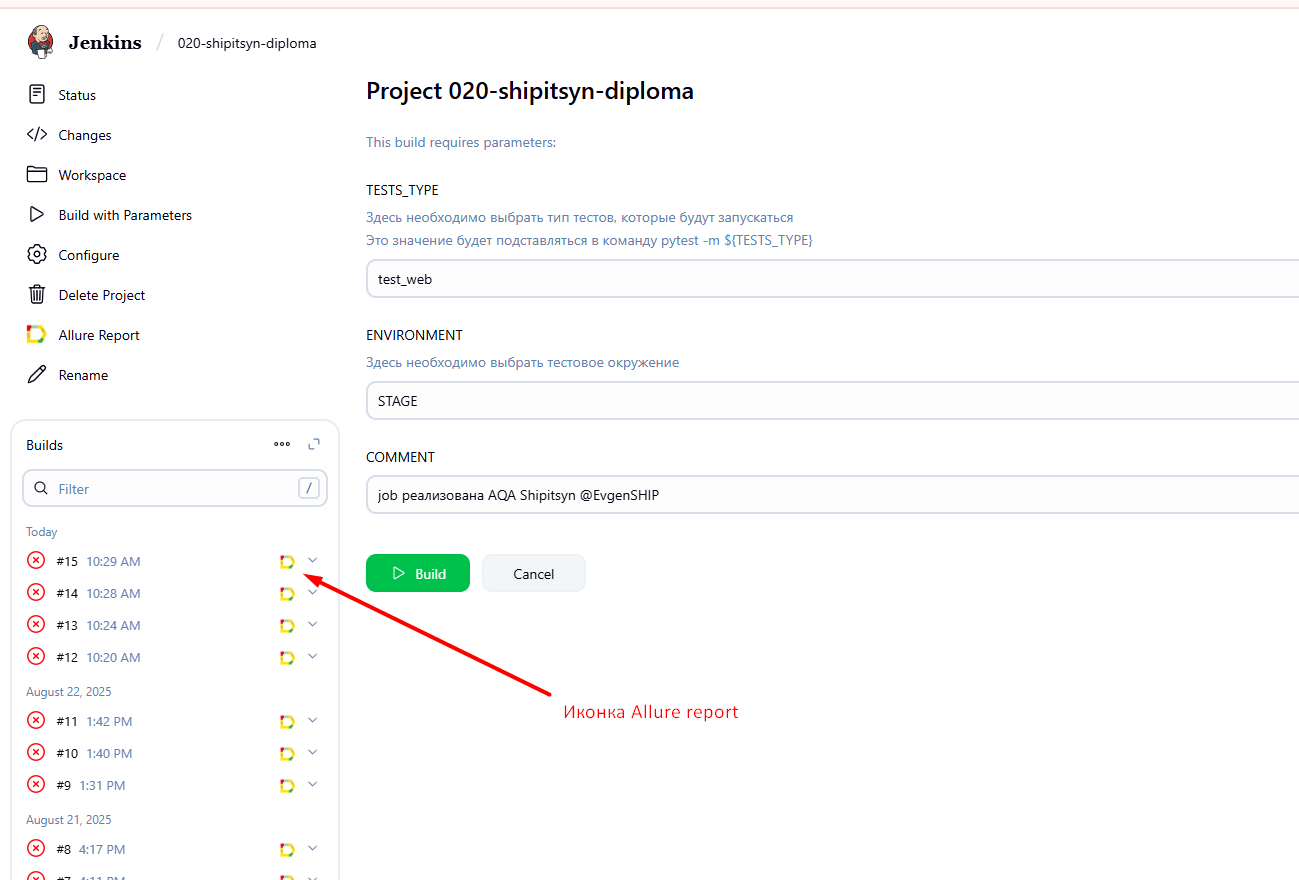 Jenkins / 020-shipitsyn-diploma
Status
Changes
Workspace
Build with Parameters
Configure
Delete Project
Allure Report
Rename
Builds
Filter /
Today
#15 10:29 AM
#14 10:28 AM
#13 10:24 AM
#12 10:20 AM
August 22, 2025
#11 1:42 PM
#10 1:40 PM
#9 1:31 PM
August 21, 2025
#8 4:17 PM
#7 4:11 PM
Project 020-shipitsyn-diploma
This build requires parameters:
TESTS_TYPE
Здесь необходимо выбрать тип тестов, которые будут запускаться
Это значение будет подставляться в команду pytest -m ${TESTS_TYPE}
test_web
ENVIRONMENT
Здесь необходимо выбрать тестовое окружение
STAGE
COMMENT
job реализована AQA Shipitsyn @EvgenSHIP
Build
Cancel
Иконка Allure report